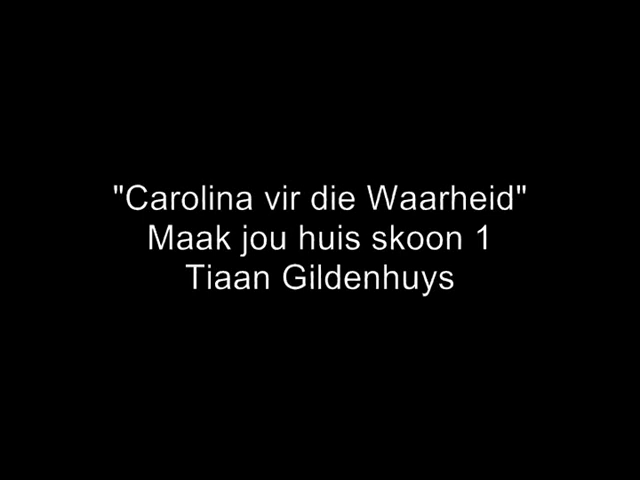 "Carolina vir die Waarheid"
Maak jou huis skoon 1
Tiaan Gildenhuys